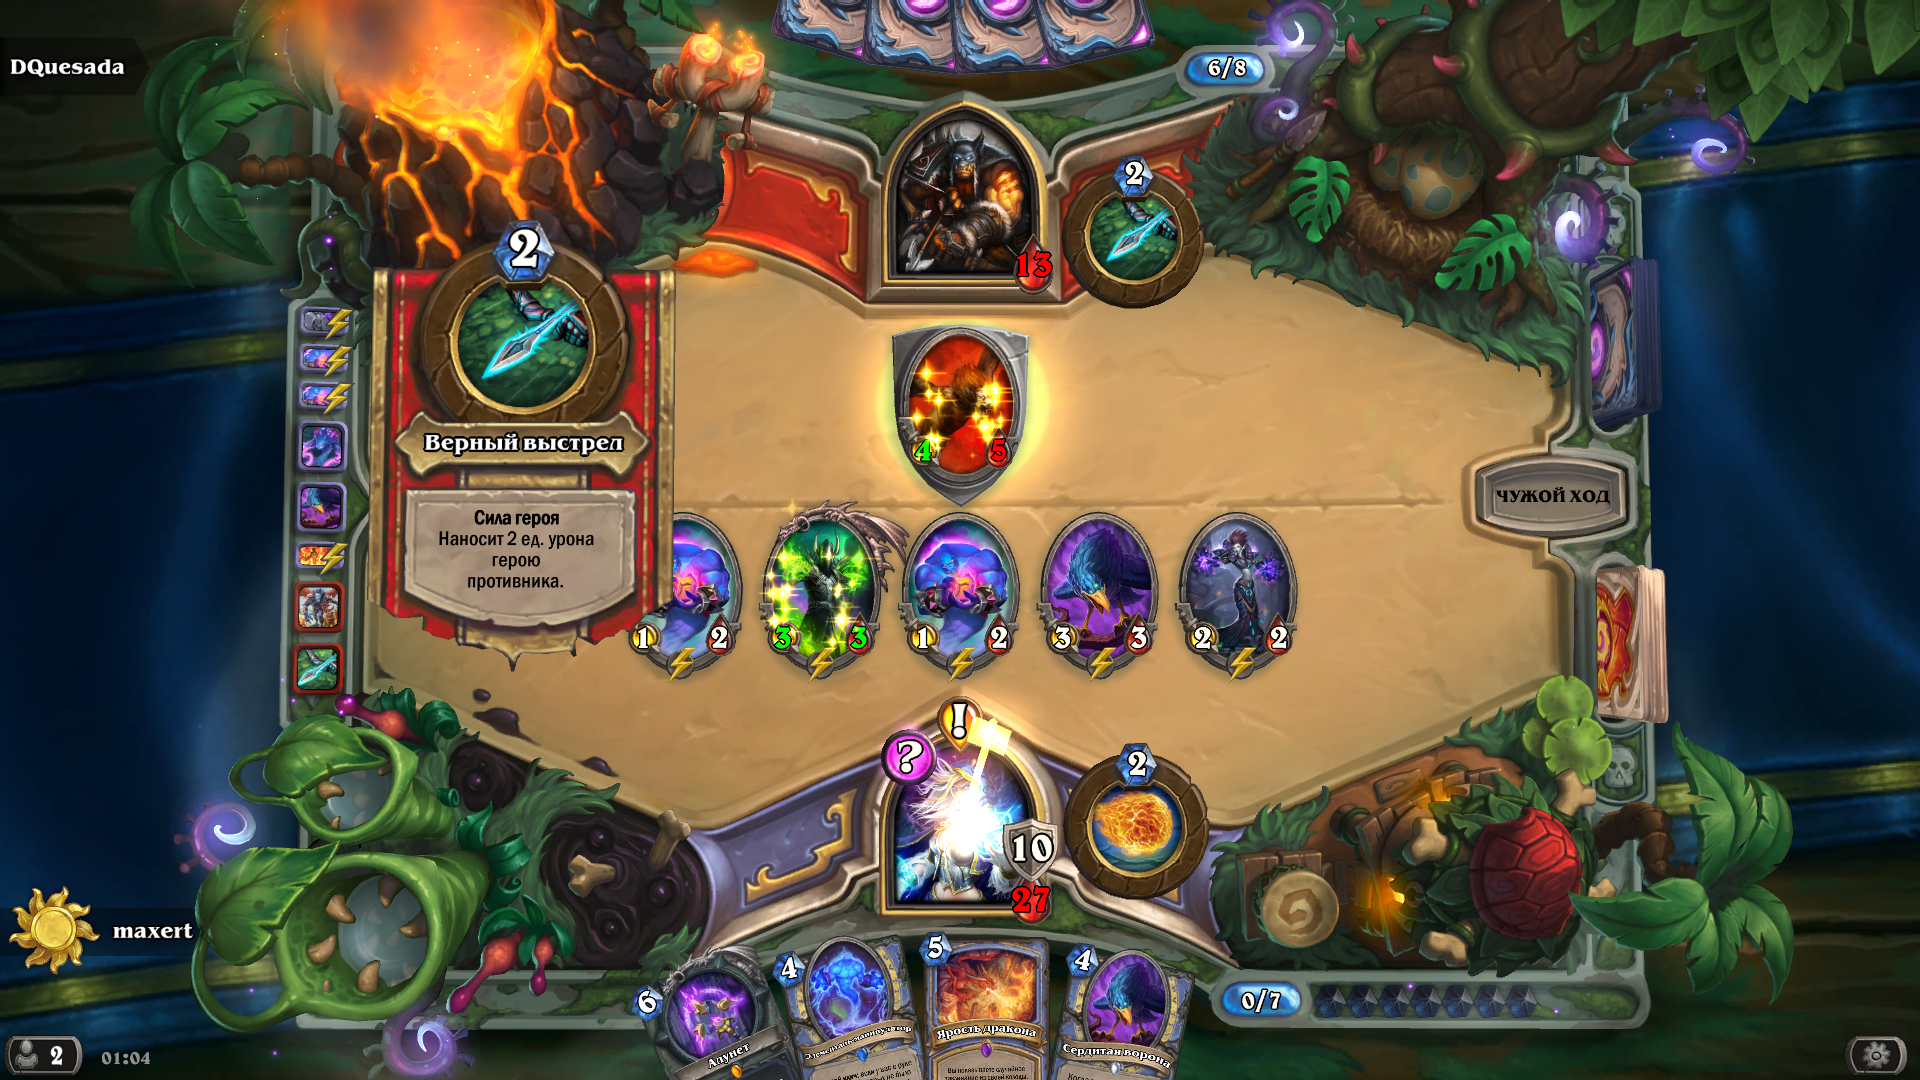 DQuesada
6/8
2
13
2
Верный выстрел
Сила героя
Наносит 2 ед. урона
герою
противника.
4
5
ЧУЖОЙ ХОД
1
2
3
3
1
2
3
3
2
2
!
?
2
10
27
maxert
6
4
5
4
Алунет
Ярость дракона
Сердитая ворона
0/7
2
01:04